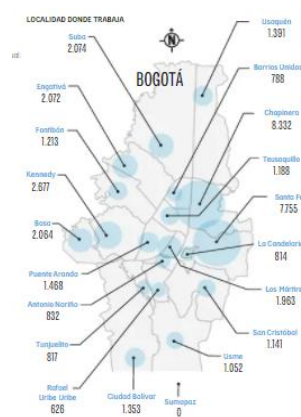 LOCALIDAD DONDE TRABAJA
Suba
2.074
N
Usaquén
1.391
BOGOTÁ
Barrios Unidos
788
Engativá
2.072
Chapinero
8.332
Fontibón
1.213
Teusaquillo
1.188
Kennedy
2.677
Santa Fe
7.755
Bosa
2.064
La Candelaria
814
Puente Aranda
1.468
Los Mártires
1.963
Antonio Nariño
832
San Cristóbal
1.141
Tunjuelito
817
Usme
1.052
Rafael
Uribe Uribe
626
Ciudad Bolívar
1.353
Sumapaz
0